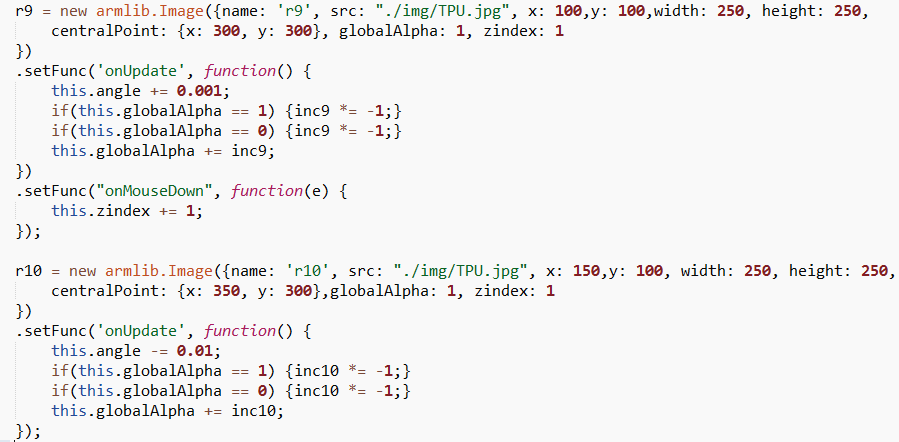 r9 = new armlib.Image({name: 'r9', src: "./img/TPU.jpg", x: 100,y: 100,width: 250, height: 250,
    centralPoint: {x: 300, y: 300}, globalAlpha: 1, zindex: 1
})
.setFunc('onUpdate', function() {
    this.angle += 0.001;
    if(this.globalAlpha == 1) {inc9 *= -1;}
    if(this.globalAlpha == 0) {inc9 *= -1;}
    this.globalAlpha += inc9;
})
.setFunc("onMouseDown", function(e) {
    this.zindex += 1;
});

r10 = new armlib.Image({name: 'r10', src: "./img/TPU.jpg", x: 150,y: 100, width: 250, height: 250,
    centralPoint: {x: 350, y: 300},globalAlpha: 1, zindex: 1
})
.setFunc('onUpdate', function() {
    this.angle -= 0.01;
    if(this.globalAlpha == 1) {inc10 *= -1;}
    if(this.globalAlpha == 0) {inc10 *= -1;}
    this.globalAlpha += inc10;
});